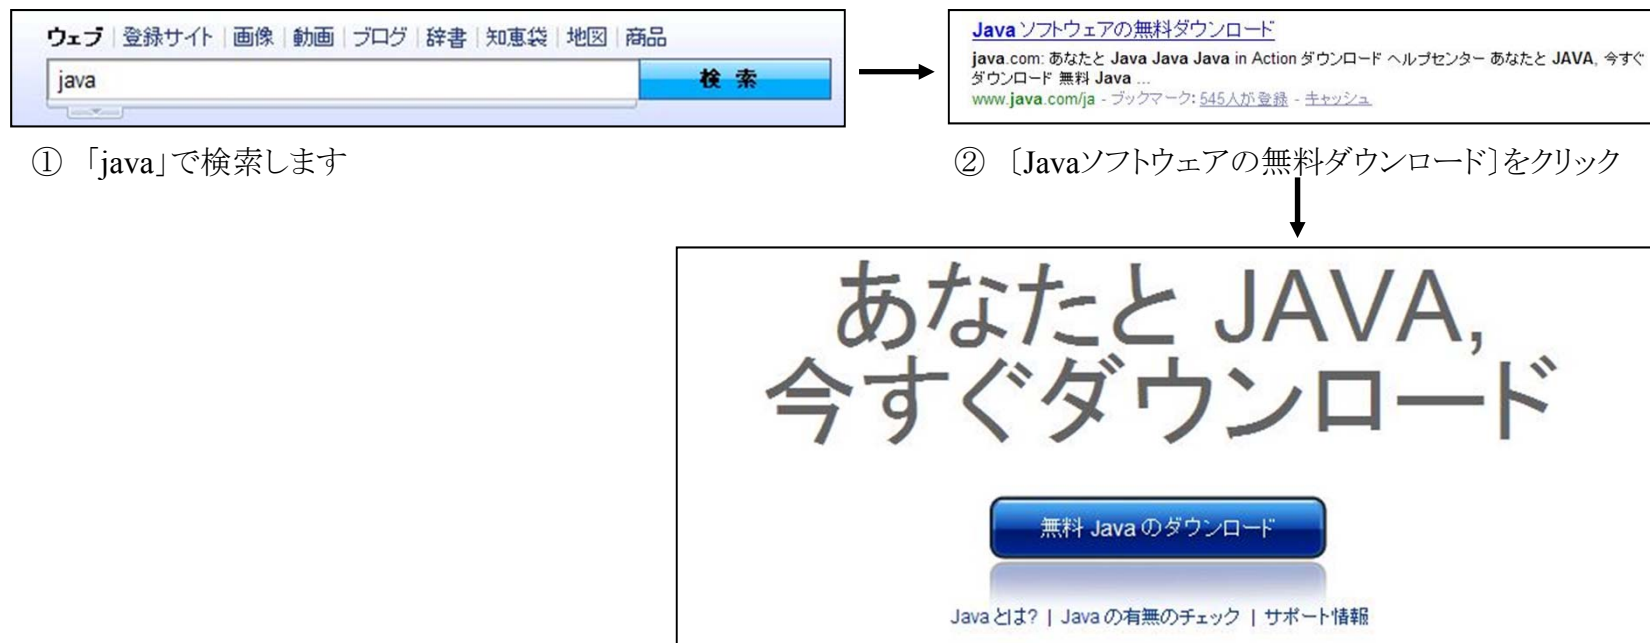 ウェブ | 登録サイト | 画像 | 動画 | ブログ | 辞書 | 知恵袋 | 地図 | 商品
java 検 索
① 「java」で検索します
Java ソフトウェアの無料ダウンロード
java.com: あなたと Java Java Java in Action ダウンロード ヘルプセンター あなたと JAVA, 今すぐ
ダウンロード 無料 Java ...
www.java.com/ja - ブックマーク: 545人が登録 - キャッシュ
② 〔Javaソフトウェアの無料ダウンロード〕をクリック
あなたと JAVA,
今すぐダウンロード
無料 Java のダウンロード
Java とは? | Java の有無のチェック | サポート情報